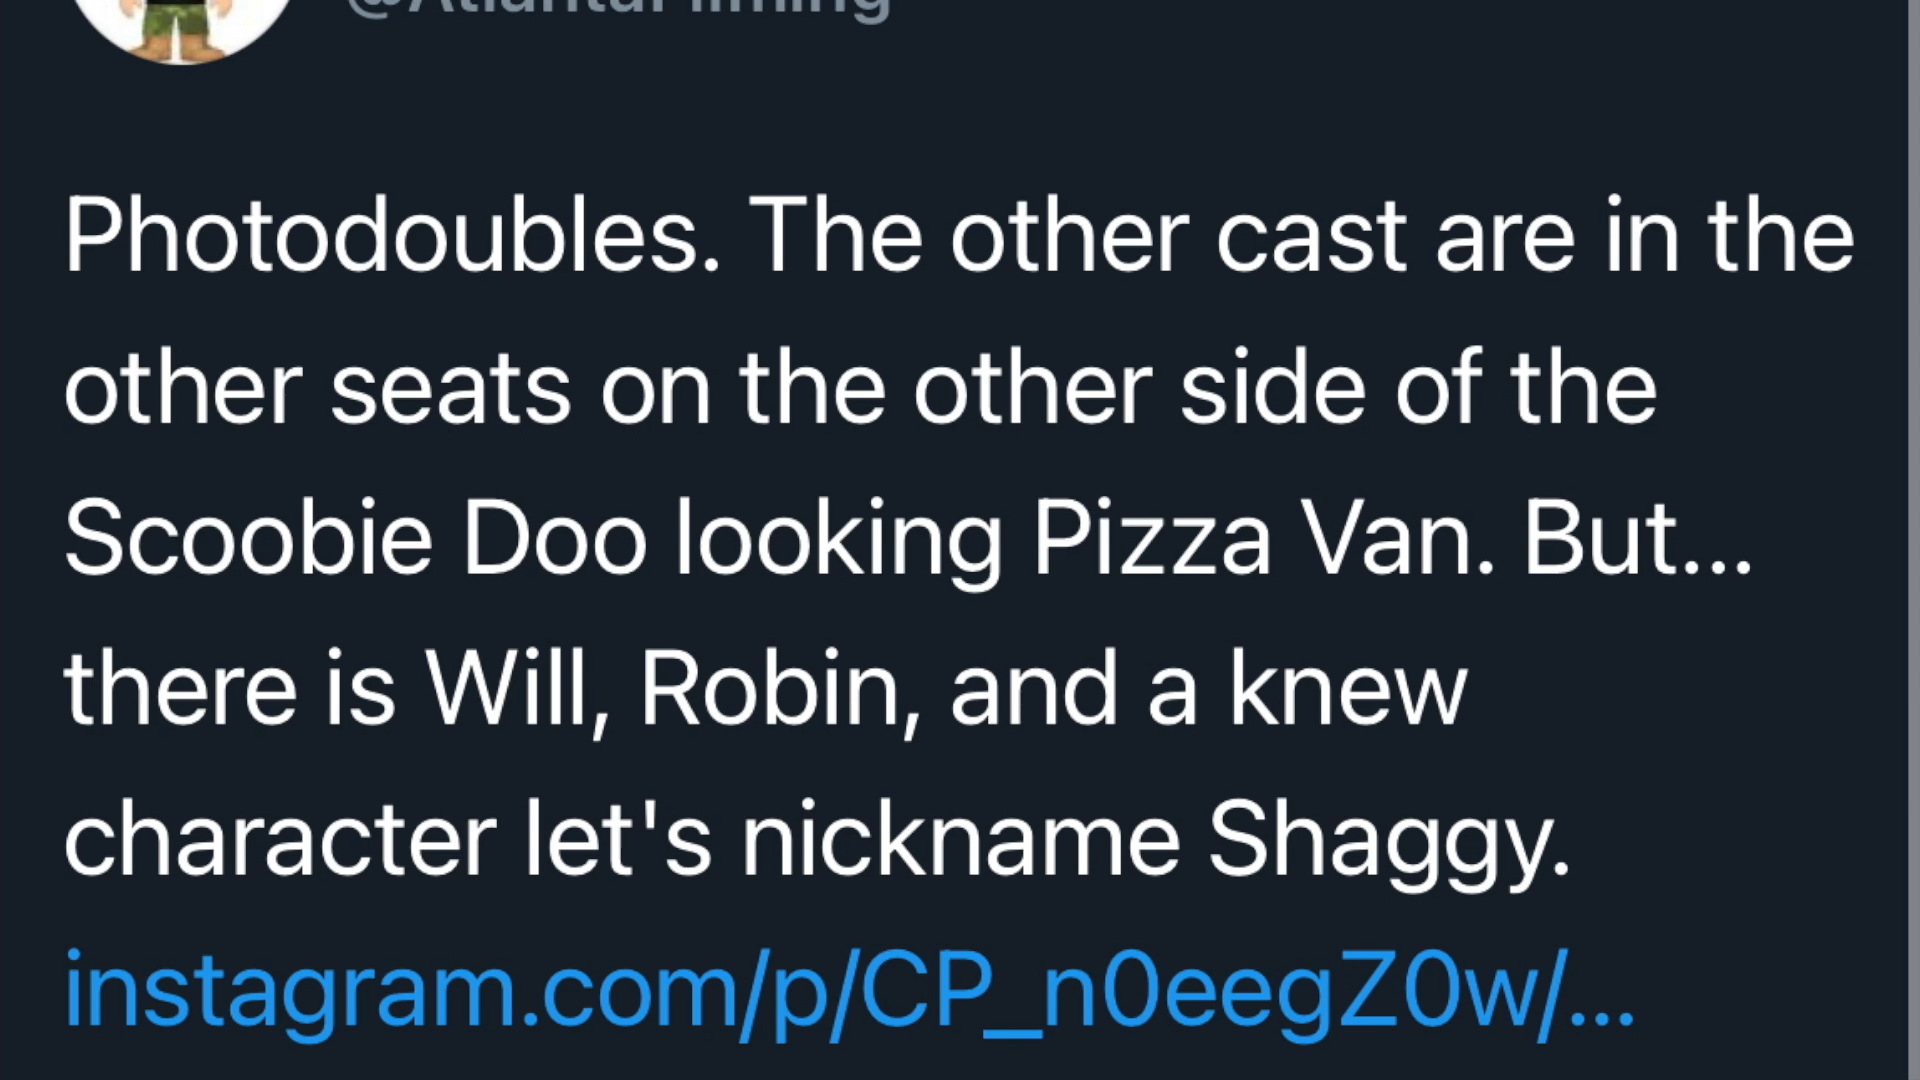 @AtlantaFilming
Photodoubles. The other cast are in the
other seats on the other side of the
Scoobie Doo looking Pizza Van. But...
there is Will, Robin, and a knew
character let's nickname Shaggy.
instagram.com/p/CP_n0eegZ0w/...